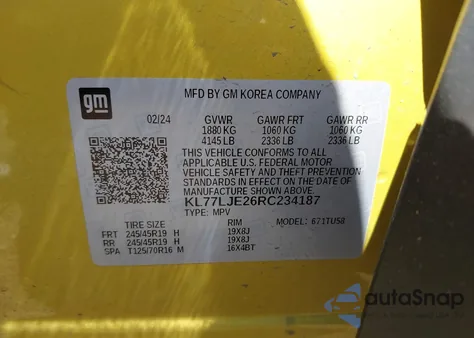 gm
MFD BY GM KOREA COMPANY
02/24 GVWR GAWR FRT GAWR RR
1880 KG 1060 KG 1060 KG
4145 LB 2336 LB 2336 LB
THIS VEHICLE CONFORMS TO ALL
APPLICABLE U.S. FEDERAL MOTOR
VEHICLE SAFETY AND THEFT PREVENTION
STANDARDS IN EFFECT ON THE DATE OF
MANUFACTURE SHOWN ABOVE.
KL77LJE26RC234187
TYPE: MPV MODEL: 671TU58
TIRE SIZE RIM
FRT 245/45R19 H 19X8J
RR 245/45R19 H 19X8J
SPA T125/70R16 M 16X4BT
autoSnap